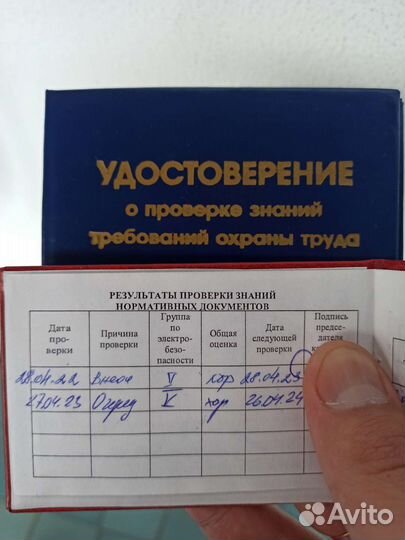 УДОСТОВЕРЕНИЕ
о проверке знаний
требований охраны труда
РЕЗУЛЬТАТЫ ПРОВЕРКИ ЗНАНИЙ
НОРМАТИВНЫХ ДОКУМЕНТОВ
Дата про- верки Причина проверки Группа по электро- безо- пасности Общая оценка Дата следующей проверки Подпись предсе- дателя
28.04.22 Внеоч V хор 28.04.23
27.04.23 Очеред V хор 26.04.24
Avito